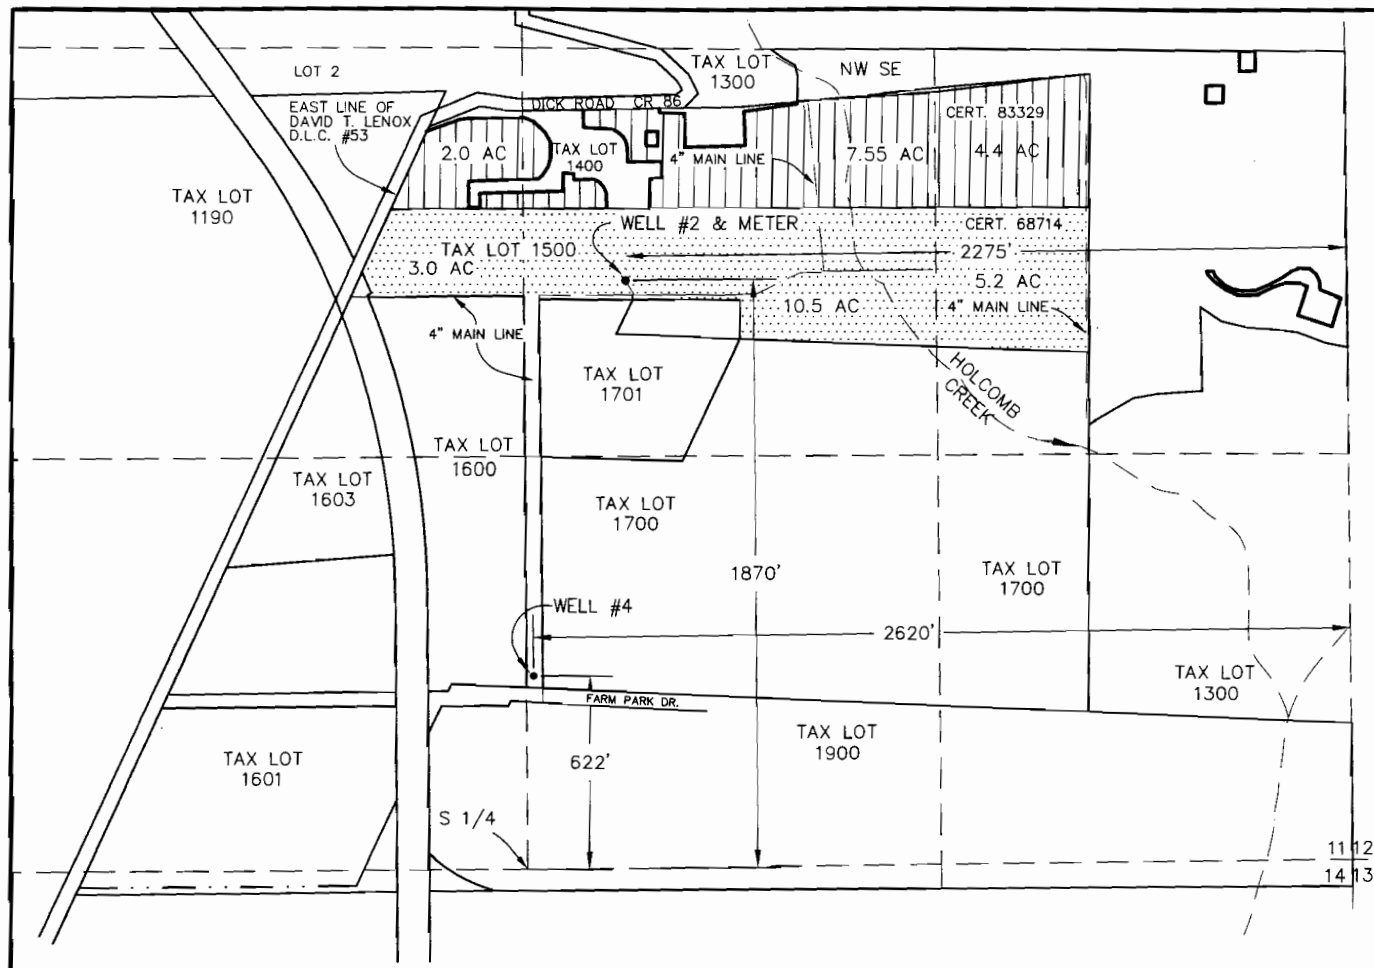 TAX LOT
1300
NW SE
LOT 2
EAST LINE OF
DAVID T. LENOX
D.L.C. #53
DICK ROAD CR 86
CERT. 83329
2.0 AC
TAX LOT
1400
4" MAIN LINE
7.55 AC
4.4 AC
TAX LOT
1190
WELL #2 & METER
CERT. 68714
TAX LOT 1500
3.0 AC
2275'
5.2 AC
10.5 AC
4" MAIN LINE
4" MAIN LINE
TAX LOT
1701
HOLCOMB
CREEK
TAX LOT
1600
TAX LOT
1603
TAX LOT
1700
1870'
TAX LOT
1700
WELL #4
2620'
TAX LOT
1300
FARM PARK DR.
TAX LOT
1900
TAX LOT
1601
622'
S 1/4
11 12
14 13